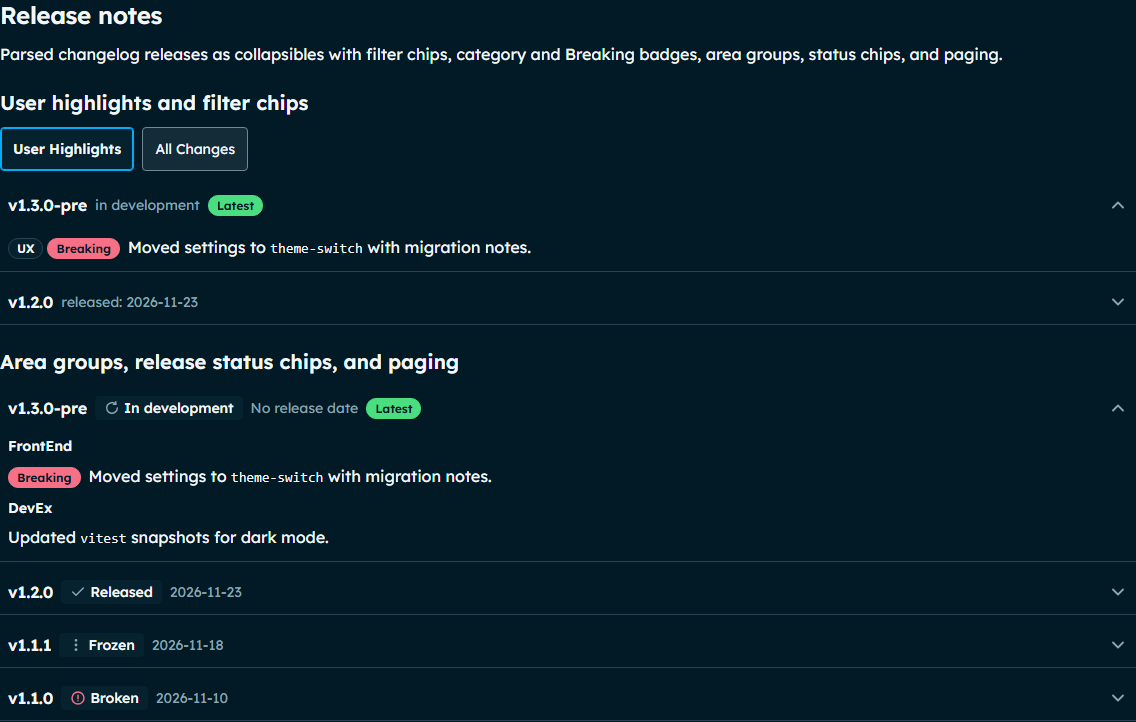 Release notes
Parsed changelog releases as collapsibles with filter chips, category and Breaking badges, area groups, status chips, and paging.
User highlights and filter chips
User Highlights All Changes
v1.3.0-pre in development Latest
UX Breaking Moved settings to theme-switch with migration notes.
v1.2.0 released: 2026-11-23
Area groups, release status chips, and paging
v1.3.0-pre In development No release date Latest
FrontEnd
Breaking Moved settings to theme-switch with migration notes.
DevEx
Updated vitest snapshots for dark mode.
v1.2.0 Released 2026-11-23
v1.1.1 Frozen 2026-11-18
v1.1.0 Broken 2026-11-10